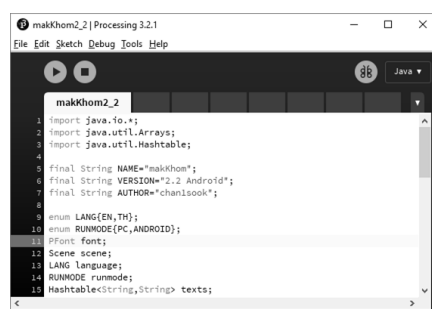 makKhom2_2 | Processing 3.2.1
File Edit Sketch Debug Tools Help
Java
makKhom2_2
1 import java.io.*;
2 import java.util.Arrays;
3 import java.util.Hashtable;
4
5 final String NAME="makKhom";
6 final String VERSION="2.2 Android";
7 final String AUTHOR="chan1sook";
8
9 enum LANG{EN,TH};
10 enum RUNMODE{PC,ANDROID};
11 PFont font;
12 Scene scene;
13 LANG language;
14 RUNMODE runmode;
15 Hashtable<String,String> texts;